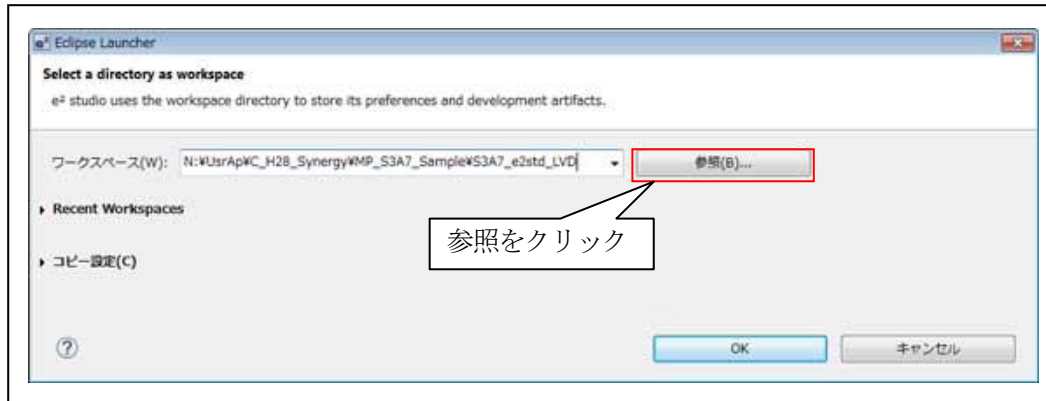 e² Eclipse Launcher
Select a directory as workspace
e² studio uses the workspace directory to store its preferences and development artifacts.
ワークスペース(W): N:¥UsrAp¥C_H28_Synergy¥MP_S3A7_Sample¥S3A7_e2std_LVD 参照(B)...
Recent Workspaces
参照をクリック
コピー設定(C)
? OK キャンセル